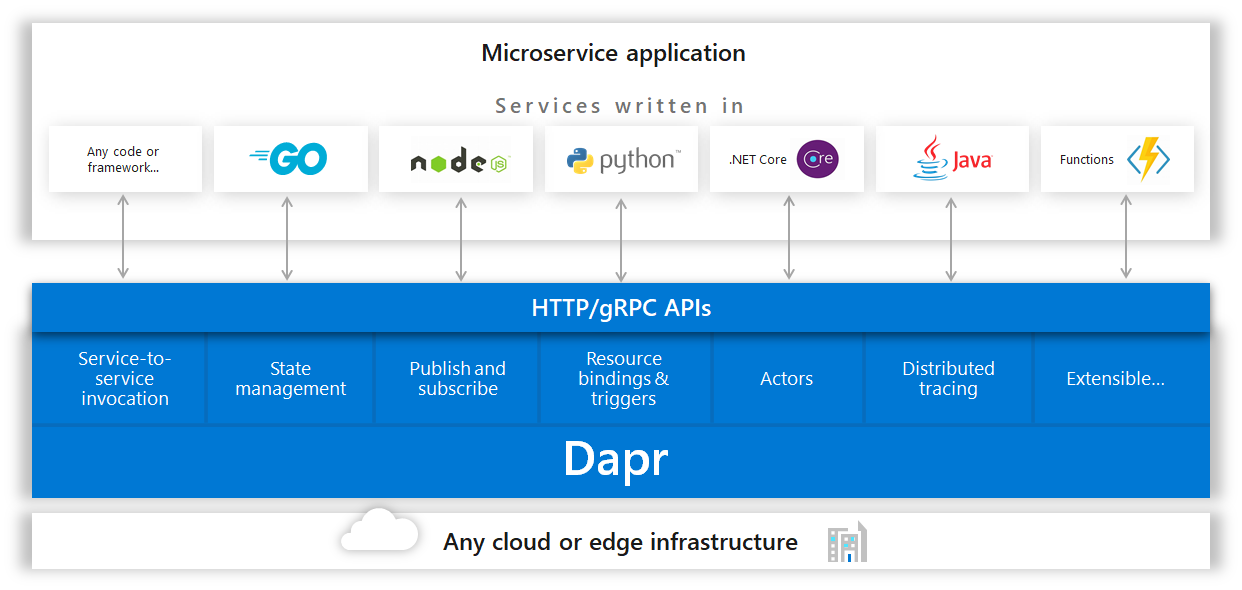 Microservice application
Services written in
Any code or
framework...
GO
node JS
python™
.NET Core
Core
Java
Functions
HTTP/gRPC APIs
Service-to-
service
invocation
State
management
Publish and
subscribe
Resource
bindings &
triggers
Actors
Distributed
tracing
Extensible...
Dapr
Any cloud or edge infrastructure